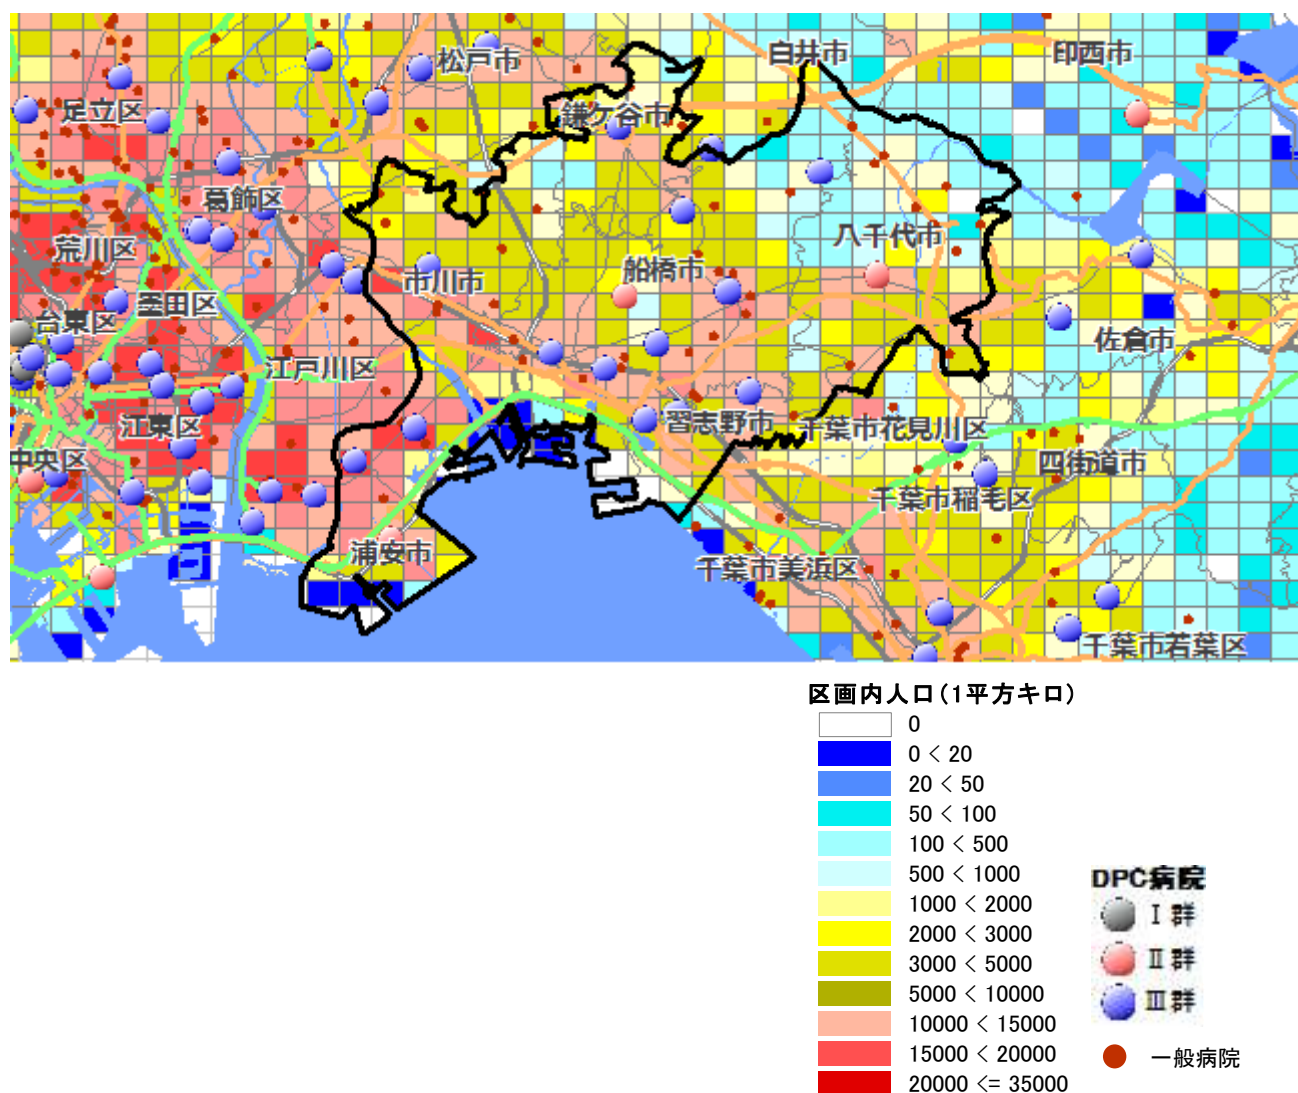 松戸市
白井市
印西市
足立区
鎌ケ谷市
葛飾区
荒川区
八千代市
市川市
船橋市
墨田区
台東区
佐倉市
江戸川区
江東区
習志野市
千葉市花見川区
中央区
四街道市
千葉市稲毛区
浦安市
千葉市美浜区
千葉市若葉区
区画内人口(1平方キロ)
0
0 < 20
20 < 50
50 < 100
100 < 500
500 < 1000
1000 < 2000
2000 < 3000
3000 < 5000
5000 < 10000
10000 < 15000
15000 < 20000
20000 <= 35000
DPC病院
Ⅰ群
Ⅱ群
Ⅲ群
一般病院